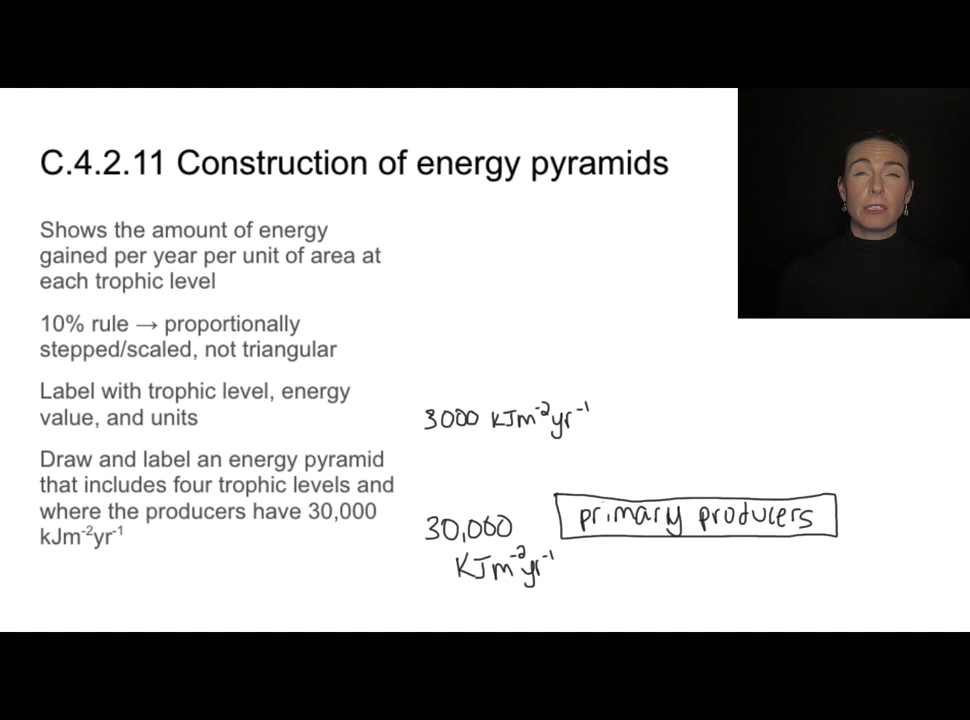 C.4.2.11 Construction of energy pyramids
Shows the amount of energy
gained per year per unit of area at
each trophic level
10% rule → proportionally
stepped/scaled, not triangular
Label with trophic level, energy
value, and units
Draw and label an energy pyramid
that includes four trophic levels and
where the producers have 30,000
kJm⁻²yr⁻¹
3000 KJm⁻²yr⁻¹
30,000
KJm⁻²yr⁻¹
primary producers